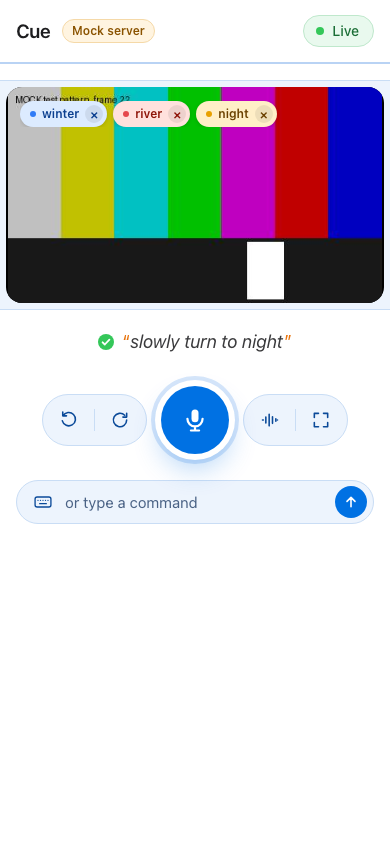 Cue
Mock server
Live
MOCK test pattern frame 22
winter ×
river ×
night ×
"slowly turn to night"
or type a command